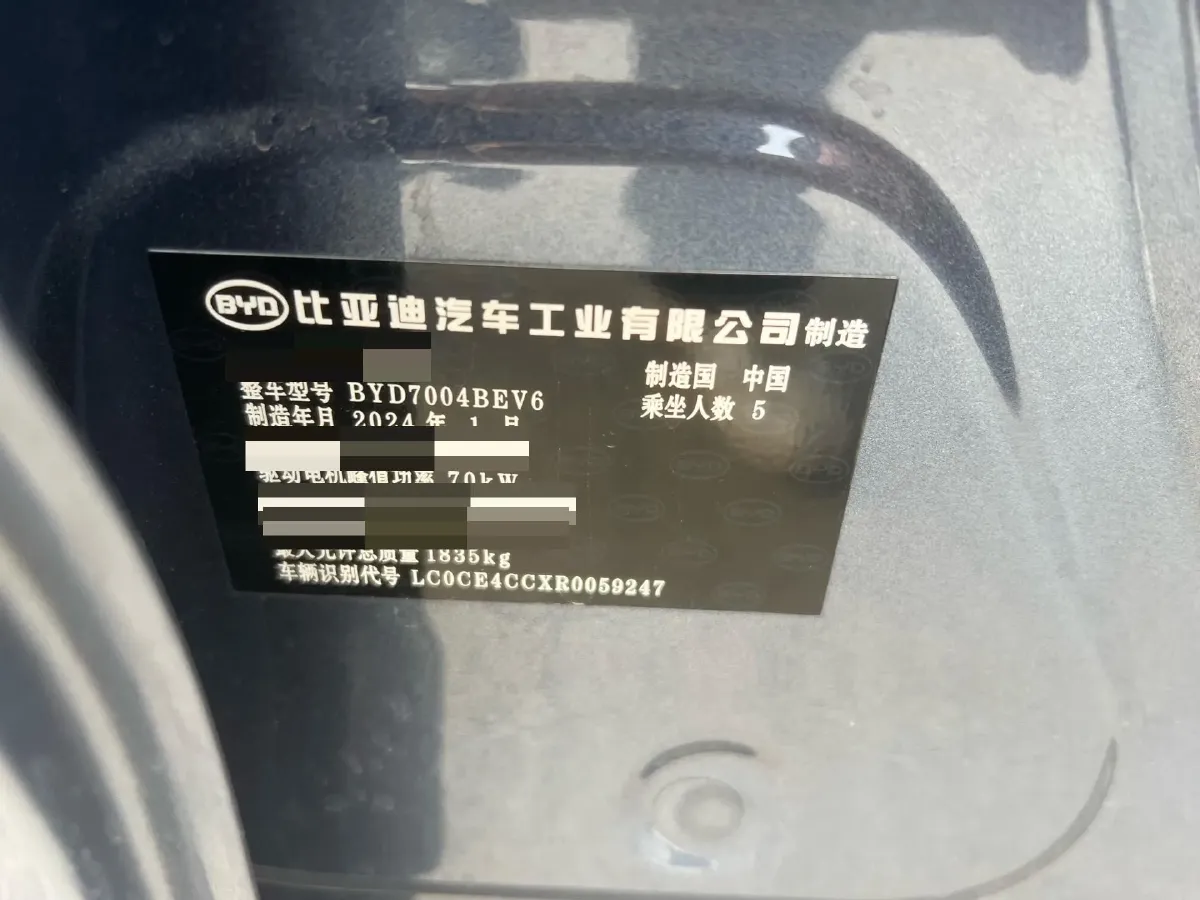 BYD 比亚迪汽车工业有限公司制造
整车型号 BYD7004BEV6
制造国 中国
制造年月 2024 年 1 月
乘坐人数 5
驱动电机峰值功率 70kW
最大允许总质量 1835kg
车辆识别代号 LC0CE4CCXR0059247